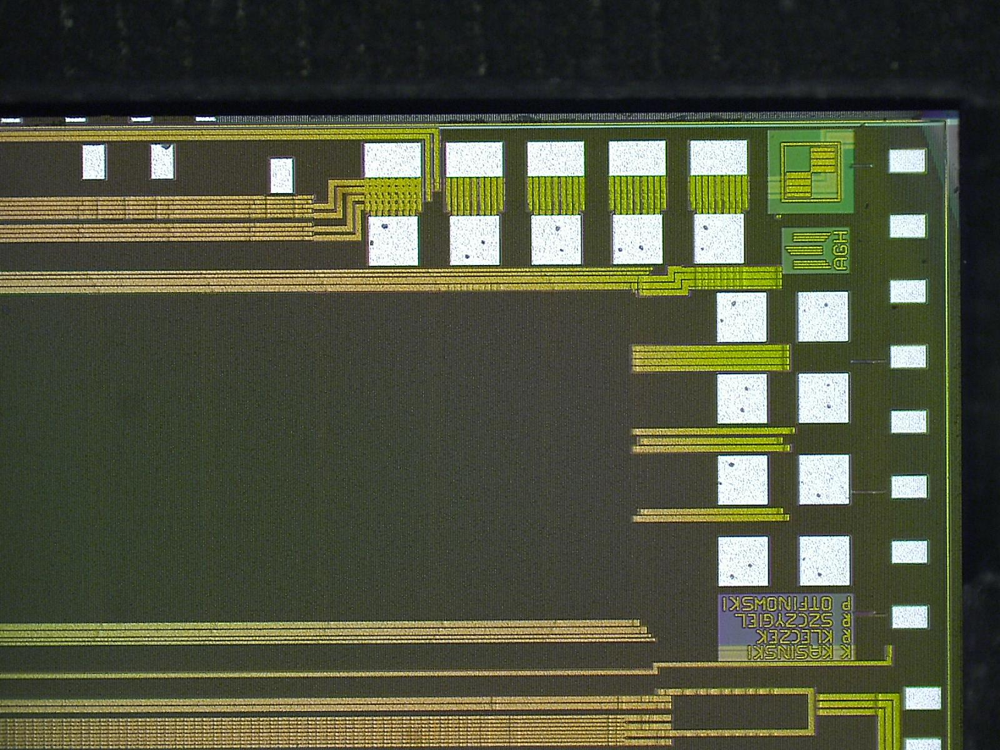 AGH
K KASINSKI
R KLECZEK
R SZCZYGIEL
P OTFINOWSKI